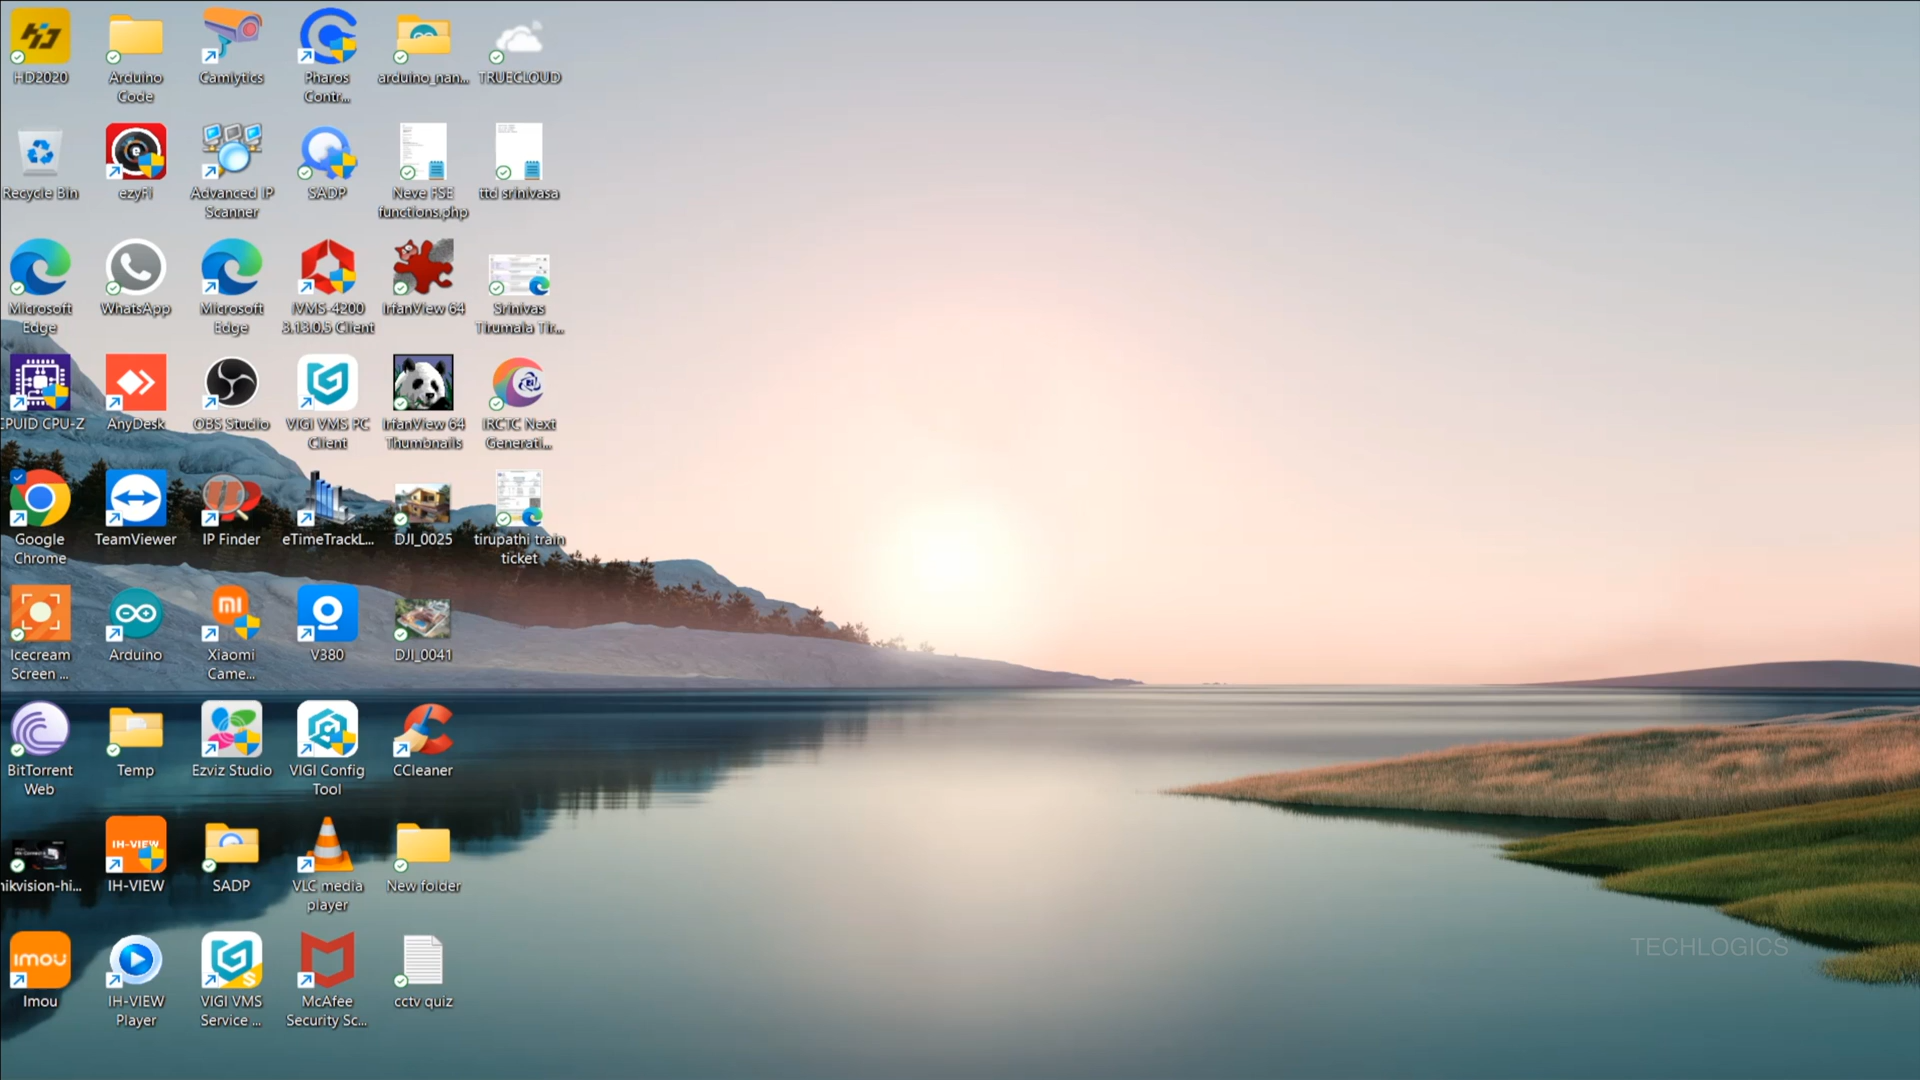 HD2020
Arduino
Code
Camlytics
Pharos
Contr...
arduino_nan...
TRUECLOUD
Recycle Bin
ezyFi
Advanced IP
Scanner
SADP
Neve FSE
functions.php
ttd srinivasa
Microsoft
Edge
WhatsApp
Microsoft
Edge
iVMS-4200
3.13.0.5 Client
IrfanView 64
Srinivas
Tirumala Tir...
CPUID CPU-Z
AnyDesk
OBS Studio
VIGI VMS PC
Client
IrfanView 64
Thumbnails
IRCTC Next
Generati...
Google
Chrome
TeamViewer
IP Finder
eTimeTrackL...
DJI_0025
tirupathi train
ticket
Icecream
Screen ...
Arduino
mi
Xiaomi
Came...
V380
DJI_0041
BitTorrent
Web
Temp
Ezviz Studio
VIGI Config
Tool
CCleaner
hikvision-hi...
IH-VIEW
IH-VIEW
SADP
VLC media
player
New folder
imou
Imou
IH-VIEW
Player
VIGI VMS
Service ...
McAfee
Security Sc...
cctv quiz
TECHLOGICS